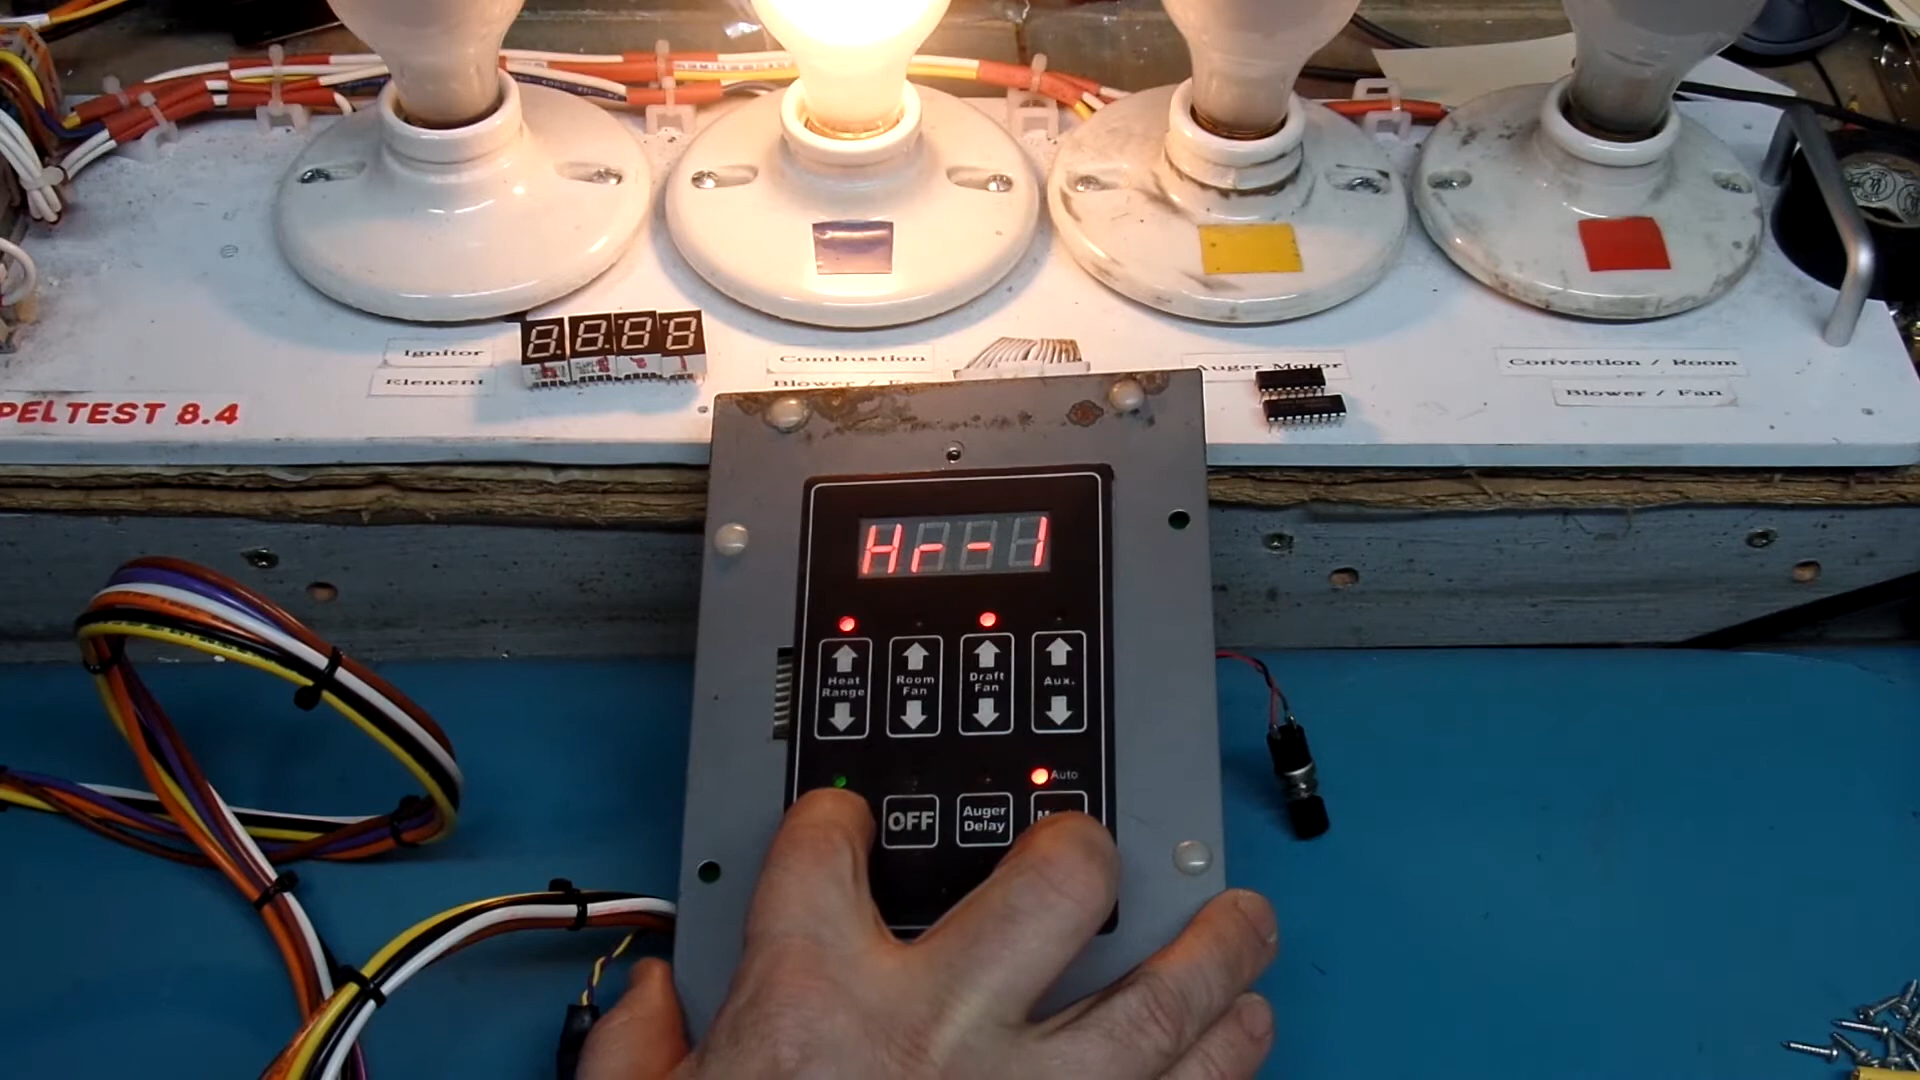 Ignitor
Element
Combustion
Blower /
Auger Motor
Convection / Room
Blower / Fan
PELTEST 8.4
Hr-1
Heat
Range
Room
Fan
Draft
Fan
Aux.
Auto
OFF
Auger
Delay